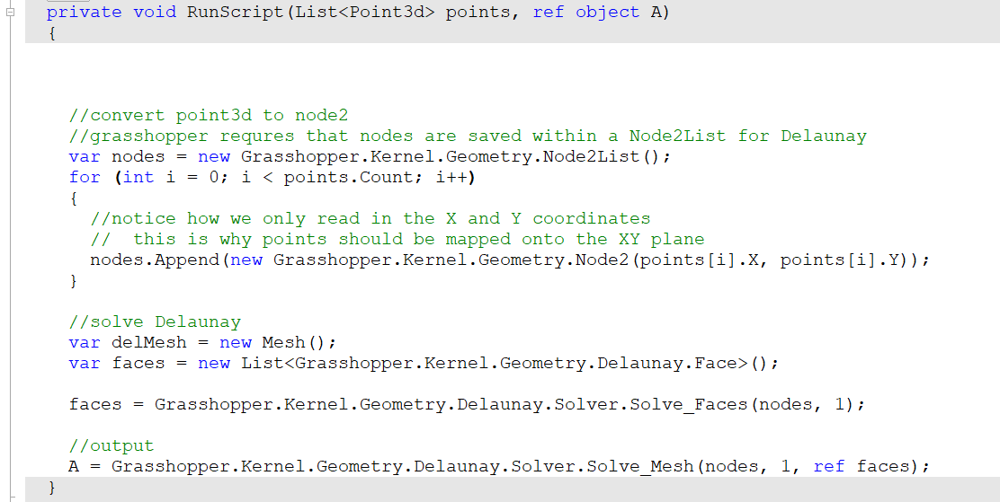 private void RunScript(List<Point3d> points, ref object A)
{
//convert point3d to node2
//grasshopper requres that nodes are saved within a Node2List for Delaunay
var nodes = new Grasshopper.Kernel.Geometry.Node2List();
for (int i = 0; i < points.Count; i++)
{
//notice how we only read in the X and Y coordinates
//  this is why points should be mapped onto the XY plane
nodes.Append(new Grasshopper.Kernel.Geometry.Node2(points[i].X, points[i].Y));
}
//solve Delaunay
var delMesh = new Mesh();
var faces = new List<Grasshopper.Kernel.Geometry.Delaunay.Face>();
faces = Grasshopper.Kernel.Geometry.Delaunay.Solver.Solve_Faces(nodes, 1);
//output
A = Grasshopper.Kernel.Geometry.Delaunay.Solver.Solve_Mesh(nodes, 1, ref faces);
}